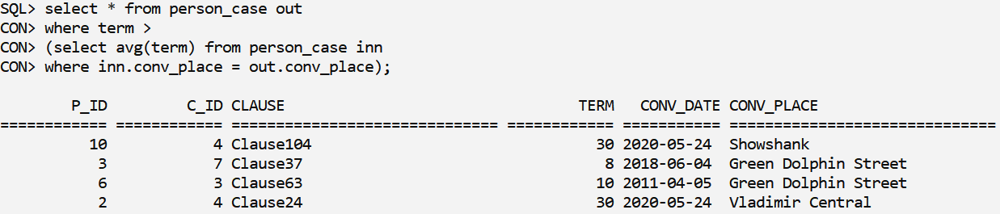 SQL> select * from person_case out
CON> where term >
CON> (select avg(term) from person_case inn
CON> where inn.conv_place = out.conv_place);
P_ID C_ID CLAUSE TERM CONV_DATE CONV_PLACE
============ ============ ============================== ============ =========== ==============================
10 4 Clause104 30 2020-05-24 Showshank
3 7 Clause37 8 2018-06-04 Green Dolphin Street
6 3 Clause63 10 2011-04-05 Green Dolphin Street
2 4 Clause24 30 2020-05-24 Vladimir Central